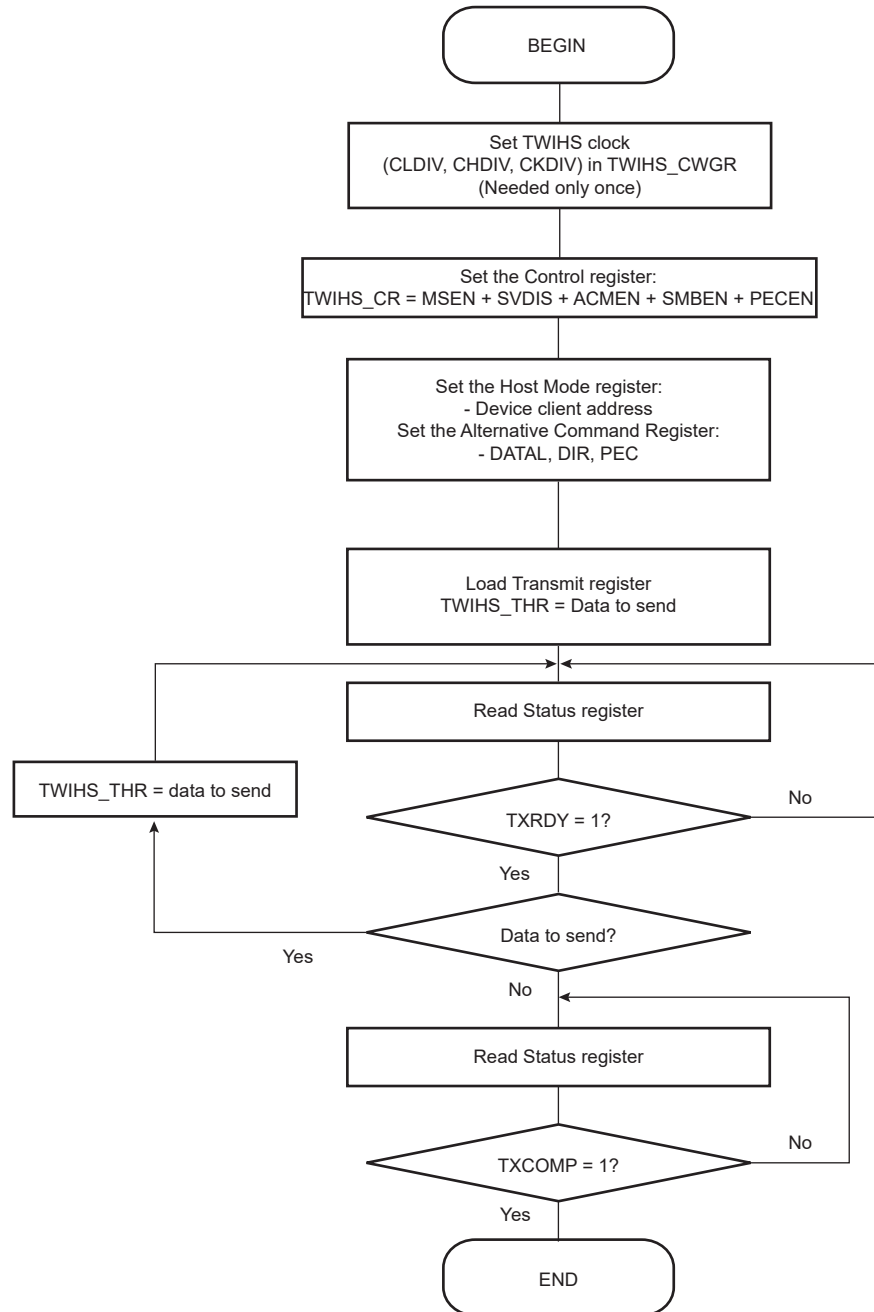 BEGIN
Set TWIHS clock
(CLDIV, CHDIV, CKDIV) in TWIHS_CWGR
(Needed only once)
Set the Control register:
TWIHS_CR = MSEN + SVDIS + ACMEN + SMBEN + PECEN
Set the Host Mode register:
- Device client address
Set the Alternative Command Register:
- DATAL, DIR, PEC
Load Transmit register
TWIHS_THR = Data to send
Read Status register
TWIHS_THR = data to send
No
TXRDY = 1?
Yes
Data to send?
Yes
No
Read Status register
No
TXCOMP = 1?
Yes
END